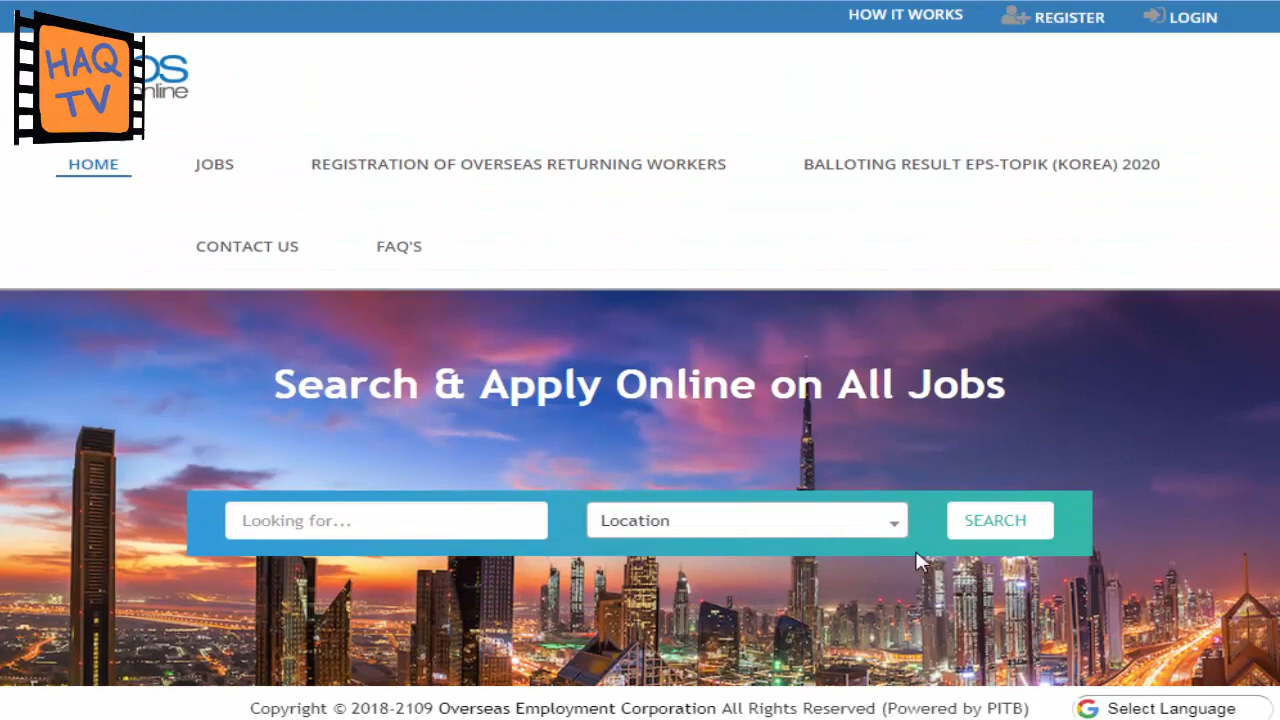 HOW IT WORKS
REGISTER
LOGIN
HAQ
TV
HOME
JOBS
REGISTRATION OF OVERSEAS RETURNING WORKERS
BALLOTING RESULT EPS-TOPIK (KOREA) 2020
CONTACT US
FAQ'S
Search & Apply Online on All Jobs
Looking for...
Location
SEARCH
Copyright © 2018-2109 Overseas Employment Corporation All Rights Reserved (Powered by PITB)
Select Language